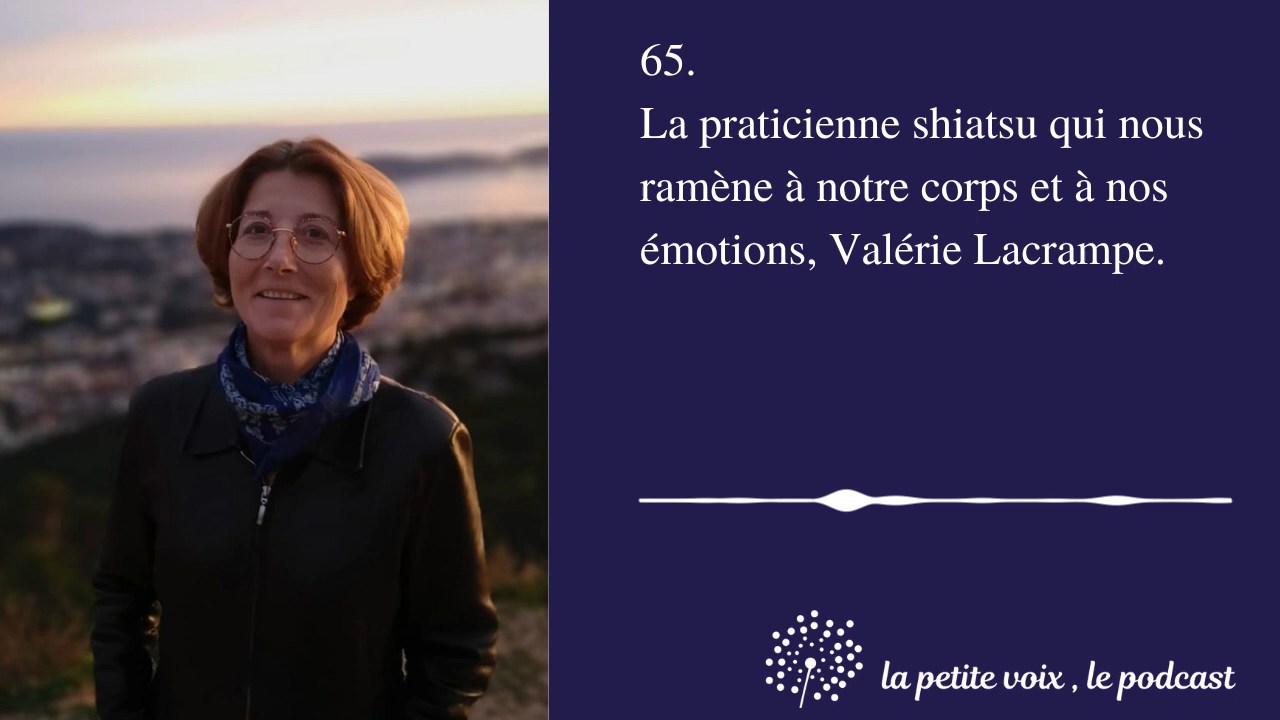 65.
La praticienne shiatsu qui nous
ramène à notre corps et à nos
émotions, Valérie Lacrampe.
la petite voix , le podcast